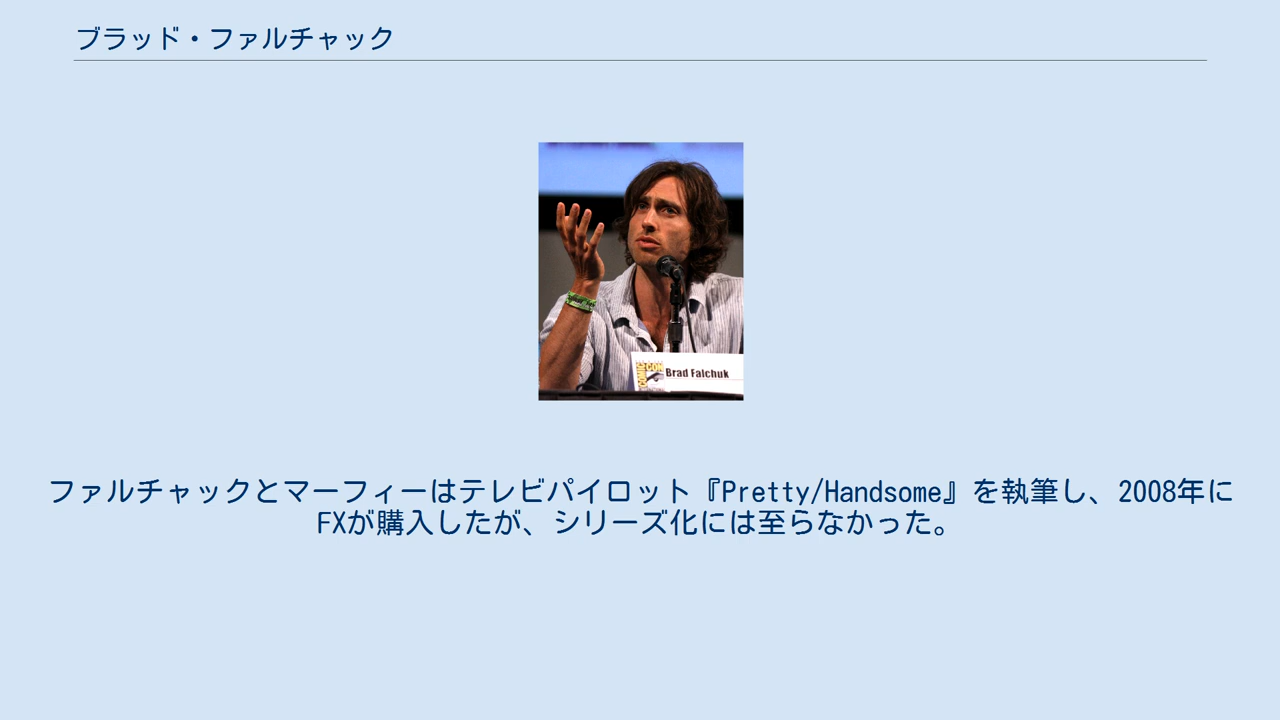 ブラッド・ファルチャック
COMIC CON
Brad Falchuk
ファルチャックとマーフィーはテレビパイロット『Pretty/Handsome』を執筆し、2008年に
FXが購入したが、シリーズ化には至らなかった。